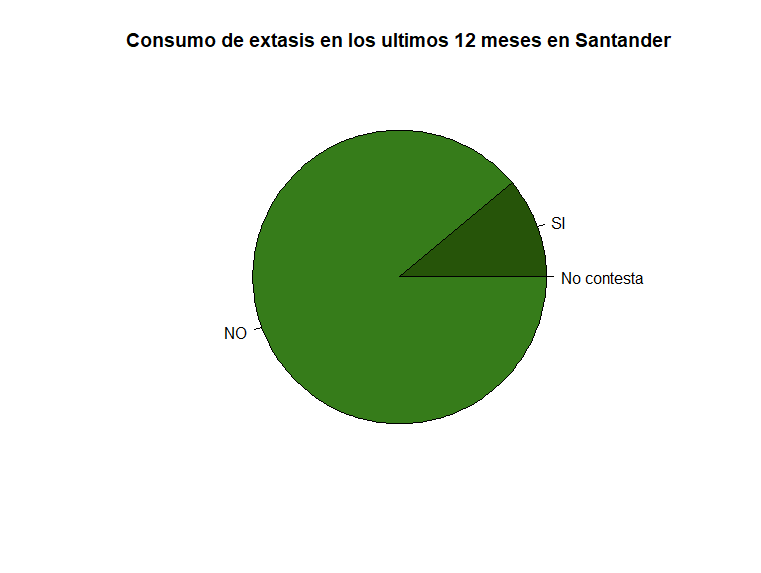 Consumo de extasis en los ultimos 12 meses en Santander
SI
No contesta
NO